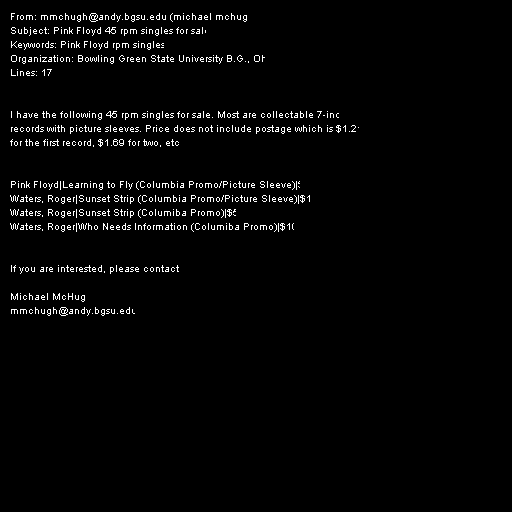 From: mmchugh@andy.bgsu.edu (michael mchug
Subject: Pink Floyd 45 rpm singles for sale
Keywords: Pink Floyd rpm singles
Organization: Bowling Green State University B.G., Oh
Lines: 17
I have the following 45 rpm singles for sale. Most are collectable 7-inc
records with picture sleeves. Price does not include postage which is $1.2
for the first record, $1.69 for two, etc
Pink Floyd|Learning to Fly (Columbia Promo/Picture Sleeve)|
Waters, Roger|Sunset Strip (Columbia Promo/Picture Sleeve)|$1
Waters, Roger|Sunset Strip (Columiba Promo)|$
Waters, Roger|Who Needs Information (Columiba Promo)|$10
If you are interested, please contact
Michael McHug
mmchugh@andy.bgsu.edu